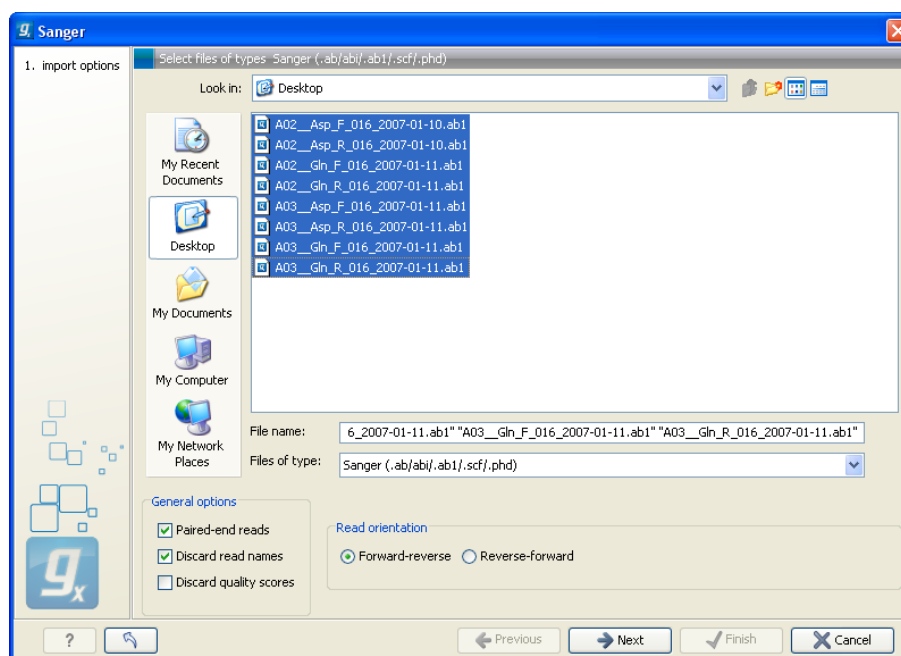 Sanger
1. import options
Select files of types Sanger (.ab/abi/.ab1/.scf/.phd)
Look in:
Desktop
My Recent
Documents
Desktop
My Documents
My Computer
My Network
Places
A02__Asp_F_016_2007-01-10.ab1
A02__Asp_R_016_2007-01-10.ab1
A02__Gln_F_016_2007-01-11.ab1
A02__Gln_R_016_2007-01-11.ab1
A03__Asp_F_016_2007-01-11.ab1
A03__Asp_R_016_2007-01-11.ab1
A03__Gln_F_016_2007-01-11.ab1
A03__Gln_R_016_2007-01-11.ab1
File name: 6_2007-01-11.ab1" "A03__Gln_F_016_2007-01-11.ab1" "A03__Gln_R_016_2007-01-11.ab1"
Files of type: Sanger (.ab/abi/.ab1/.scf/.phd)
General options
Paired-end reads
Discard read names
Discard quality scores
Read orientation
Forward-reverse Reverse-forward
gx
? Previous Next Finish Cancel